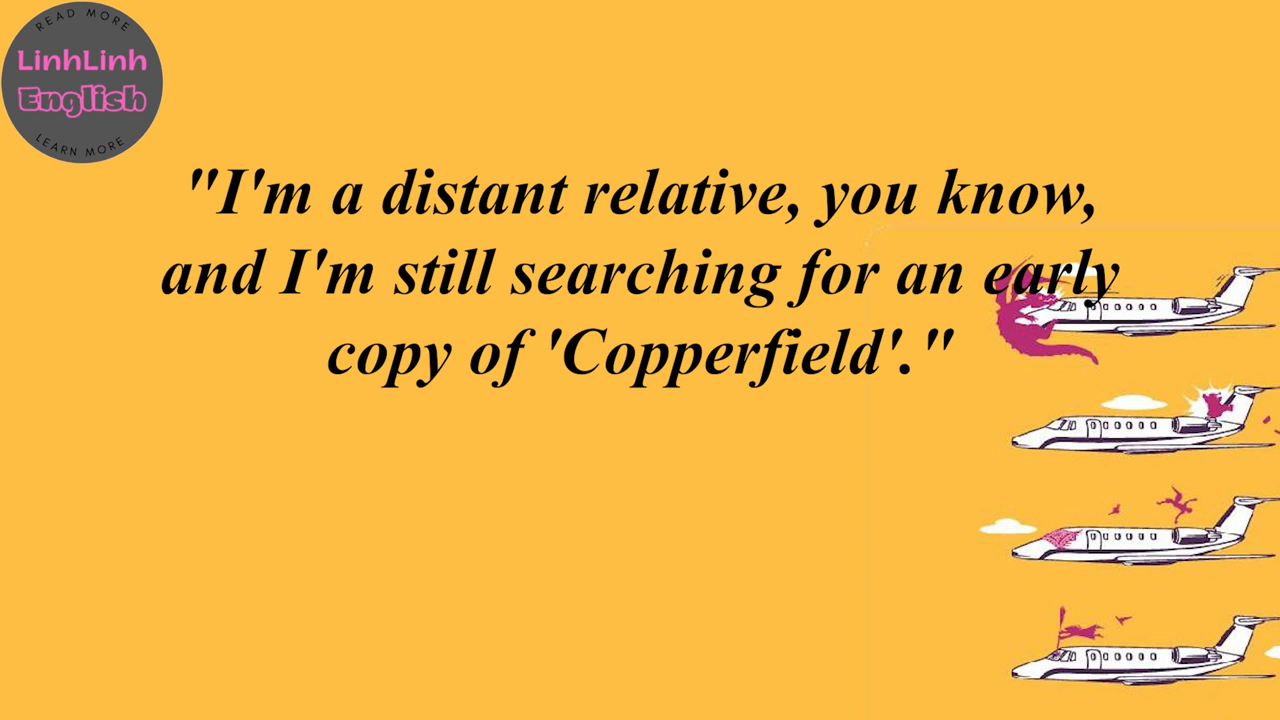 READ MORE
LinhLinh
English
LEARN MORE
"I'm a distant relative, you know,
and I'm still searching for an early
copy of 'Copperfield'."